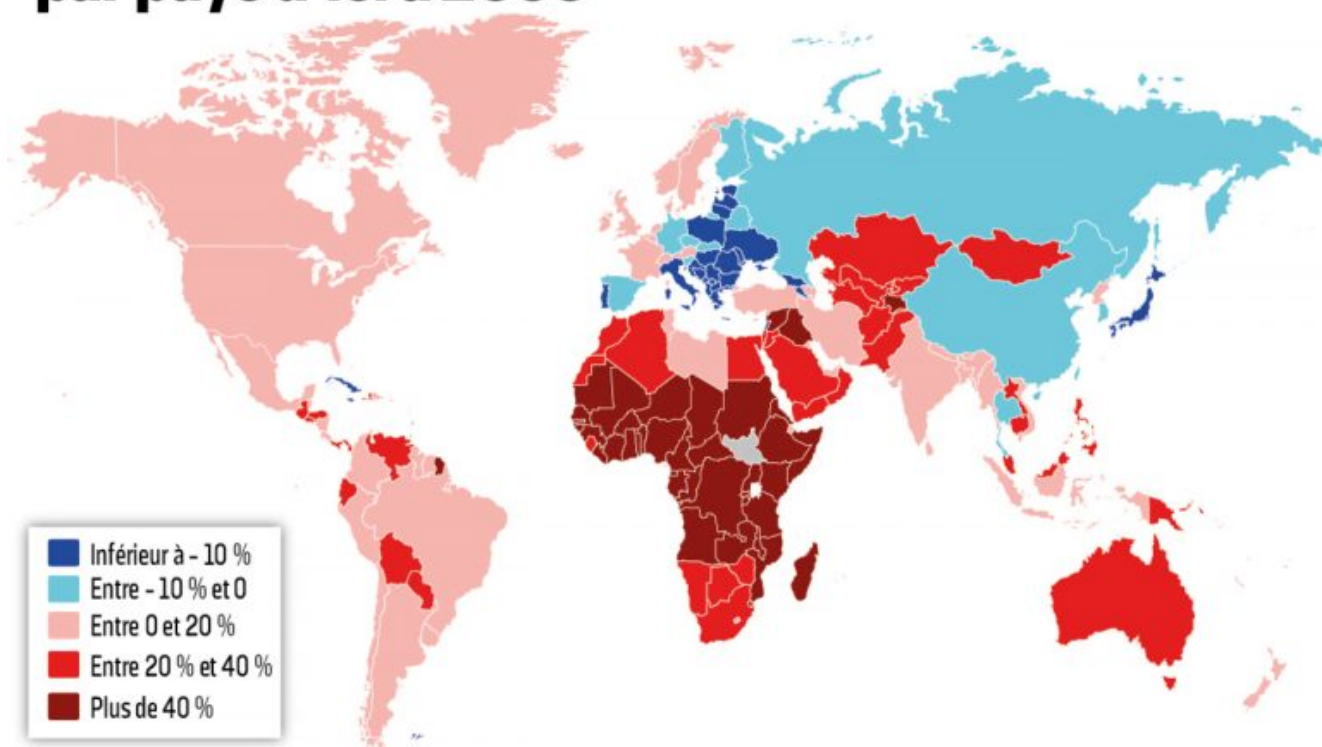 Inférieur à - 10 %
Entre - 10 % et 0
Entre 0 et 20 %
Entre 20 % et 40 %
Plus de 40 %